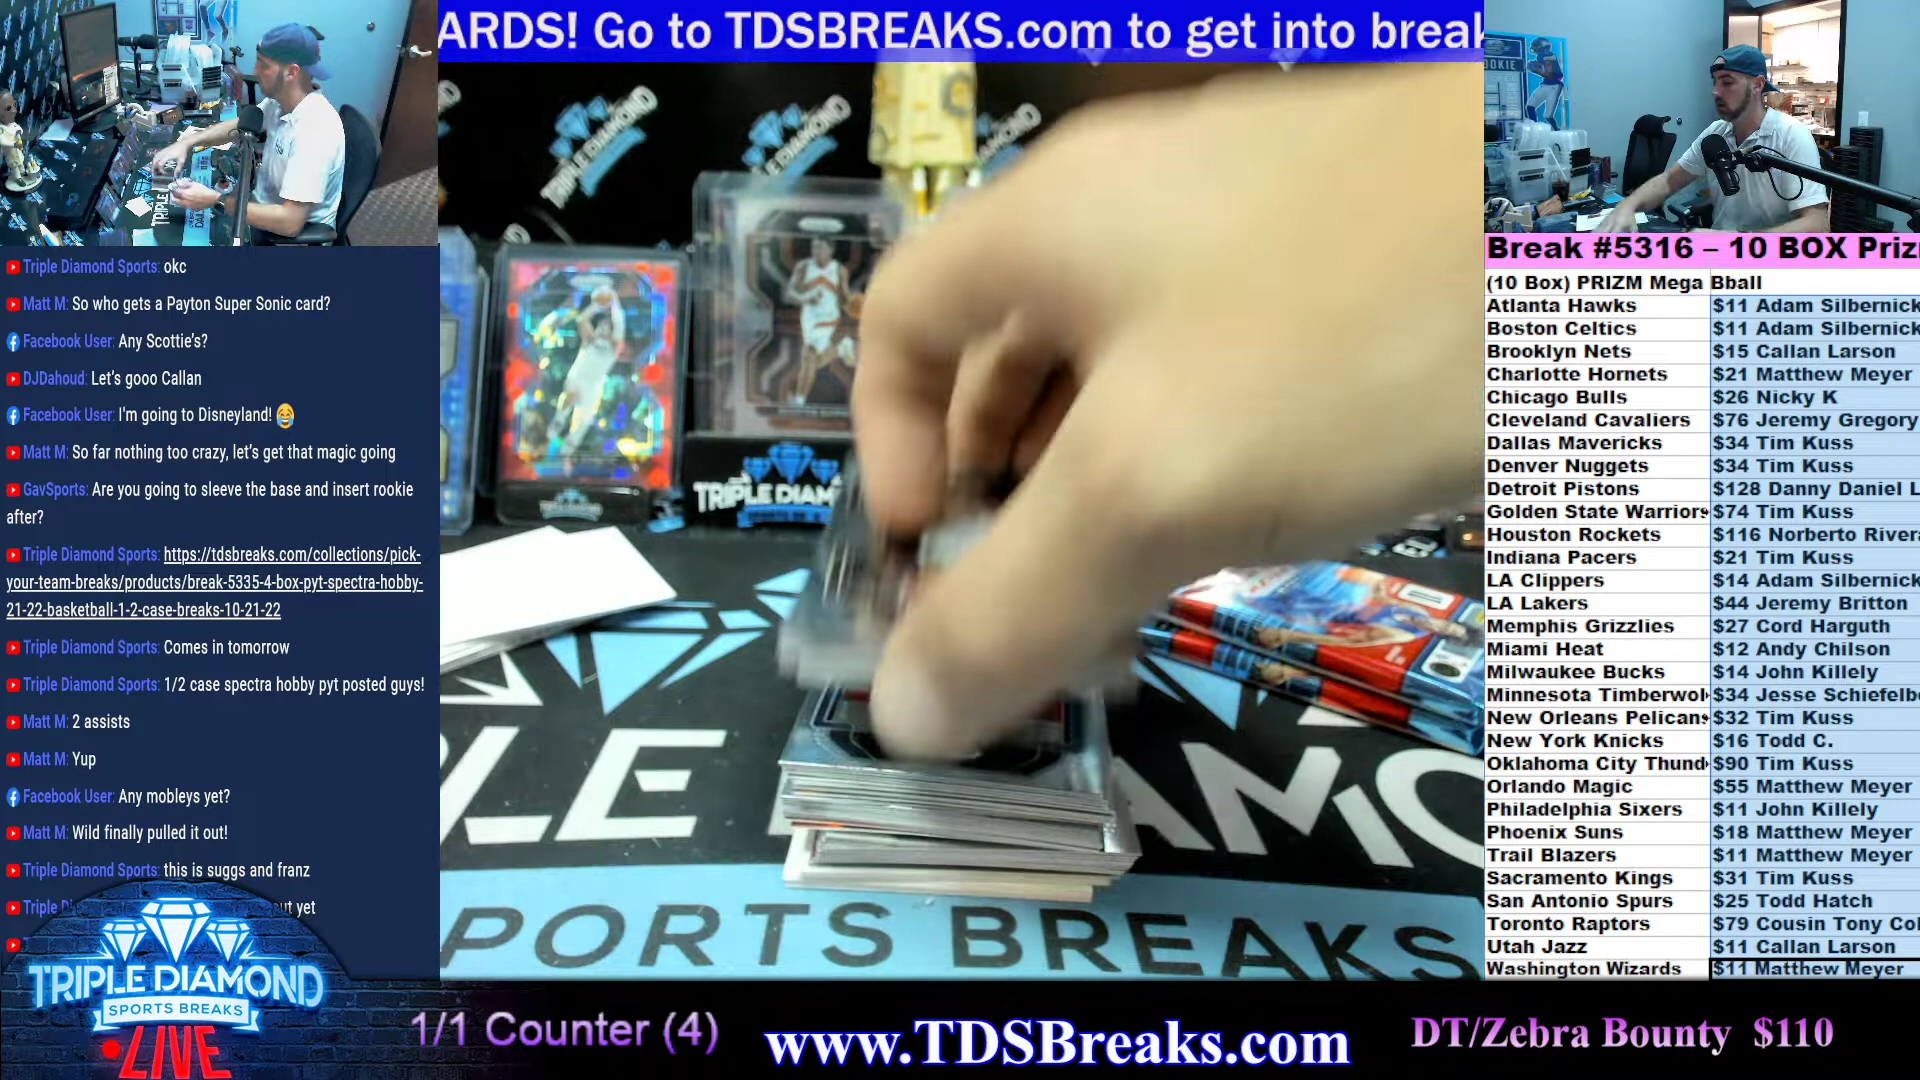 ARDS! Go to TDSBREAKS.com to get into break
Triple Diamond Sports: okc
Matt M: So who gets a Payton Super Sonic card?
Facebook User: Any Scottie's?
DJDahoud: Let's gooo Callan
Facebook User: I'm going to Disneyland! 😂
Matt M: So far nothing too crazy, let's get that magic going
GavSports: Are you going to sleeve the base and insert rookie
after?
Triple Diamond Sports: https://tdsbreaks.com/collections/pick-
your-team-breaks/products/break-5335-4-box-pyt-spectra-hobby-
21-22-basketball-1-2-case-breaks-10-21-22
Triple Diamond Sports: Comes in tomorrow
Triple Diamond Sports: 1/2 case spectra hobby pyt posted guys!
Matt M: 2 assists
Matt M: Yup
Facebook User: Any mobleys yet?
Matt M: Wild finally pulled it out!
Triple Diamond Sports: this is suggs and franz
yet
TRIPLE DIAMOND
SPORTS BREAKS
LIVE
TRIPLE DIAMOND
TRIPLE DIAMOND
TRIPLE DIAM
PORTS BREAKS
Break #5316 – 10 BOX Priz
(10 Box) PRIZM Mega Bball
Atlanta Hawks $11 Adam Silbernick
Boston Celtics $11 Adam Silbernick
Brooklyn Nets $15 Callan Larson
Charlotte Hornets $21 Matthew Meyer
Chicago Bulls $26 Nicky K
Cleveland Cavaliers $76 Jeremy Gregory
Dallas Mavericks $34 Tim Kuss
Denver Nuggets $34 Tim Kuss
Detroit Pistons $128 Danny Daniel L
Golden State Warriors $74 Tim Kuss
Houston Rockets $116 Norberto Rivera
Indiana Pacers $21 Tim Kuss
LA Clippers $14 Adam Silbernick
LA Lakers $44 Jeremy Britton
Memphis Grizzlies $27 Cord Harguth
Miami Heat $12 Andy Chilson
Milwaukee Bucks $14 John Killely
Minnesota Timberwol $34 Jesse Schiefelbe
New Orleans Pelicans $32 Tim Kuss
New York Knicks $16 Todd C.
Oklahoma City Thund $90 Tim Kuss
Orlando Magic $55 Matthew Meyer
Philadelphia Sixers $11 John Killely
Phoenix Suns $18 Matthew Meyer
Trail Blazers $11 Matthew Meyer
Sacramento Kings $31 Tim Kuss
San Antonio Spurs $25 Todd Hatch
Toronto Raptors $79 Cousin Tony Col
Utah Jazz $11 Callan Larson
Washington Wizards $11 Matthew Meyer
1/1 Counter (4)
www.TDSBreaks.com
DT/Zebra Bounty $110